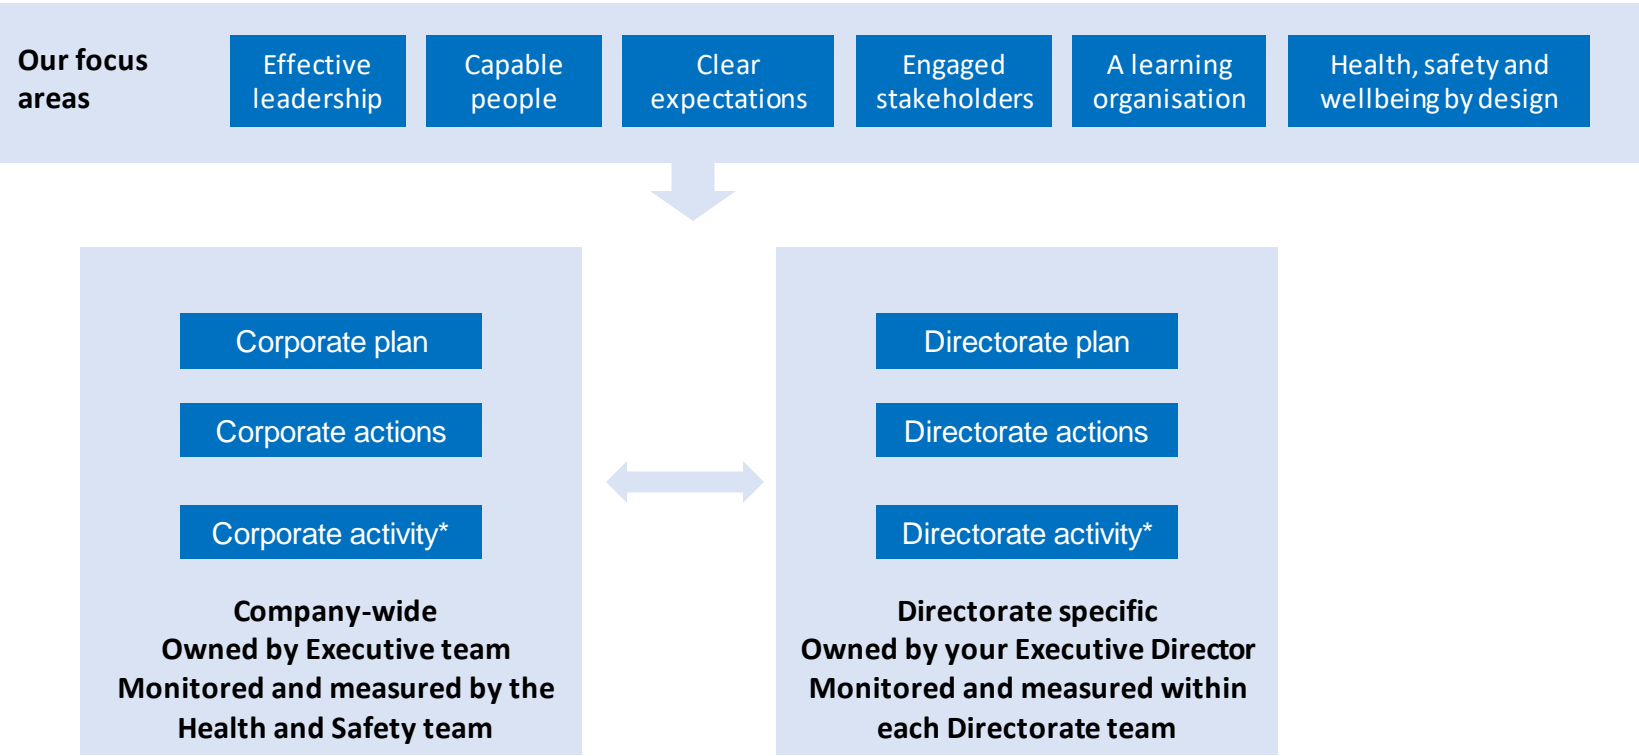 Our focus
areas
Effective
leadership
Capable
people
Clear
expectations
Engaged
stakeholders
A learning
organisation
Health, safety and
wellbeing by design
Corporate plan
Corporate actions
Corporate activity*
Company-wide
Owned by Executive team
Monitored and measured by the
Health and Safety team
Directorate plan
Directorate actions
Directorate activity*
Directorate specific
Owned by your Executive Director
Monitored and measured within
each Directorate team